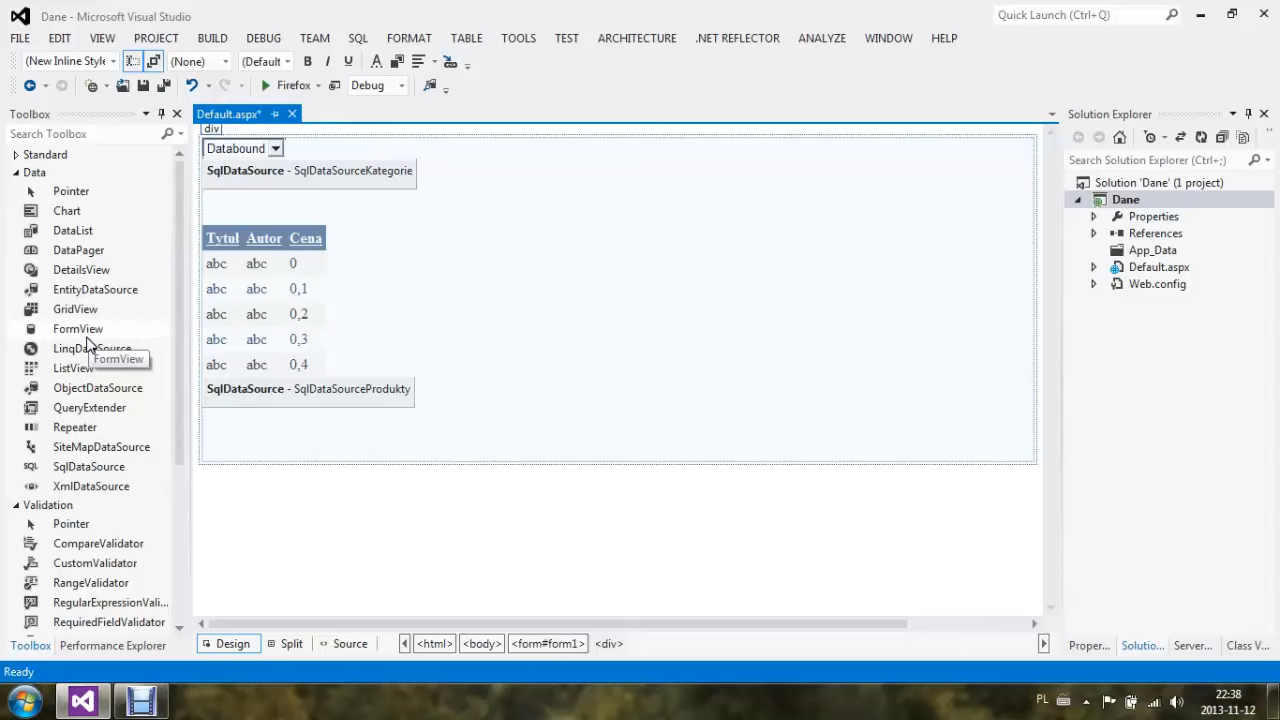 Dane - Microsoft Visual Studio
Quick Launch (Ctrl+Q)
FILE EDIT VIEW PROJECT BUILD DEBUG TEAM SQL FORMAT TABLE TOOLS TEST ARCHITECTURE .NET REFLECTOR ANALYZE WINDOW HELP
(New Inline Style (None) (Default B I U A
Firefox Debug
Toolbox
Search Toolbox
Standard
Data
Pointer
Chart
DataList
DataPager
DetailsView
EntityDataSource
GridView
FormView
LinqDataSource
FormView
ListView
ObjectDataSource
QueryExtender
Repeater
SiteMapDataSource
SQL SqlDataSource
XmlDataSource
Validation
Pointer
CompareValidator
CustomValidator
RangeValidator
RegularExpressionVali...
RequiredFieldValidator
Toolbox Performance Explorer
Default.aspx*
div
Databound
SqlDataSource - SqlDataSourceKategorie
Tytul Autor Cena
abc abc 0
abc abc 0,1
abc abc 0,2
abc abc 0,3
abc abc 0,4
SqlDataSource - SqlDataSourceProdukty
Design Split Source <html> <body> <form#form1> <div>
Solution Explorer
Search Solution Explorer (Ctrl+;)
Solution 'Dane' (1 project)
Dane
Properties
References
App_Data
Default.aspx
Web.config
Proper... Solutio... Server... Class V...
Ready
PL
22:38
2013-11-12